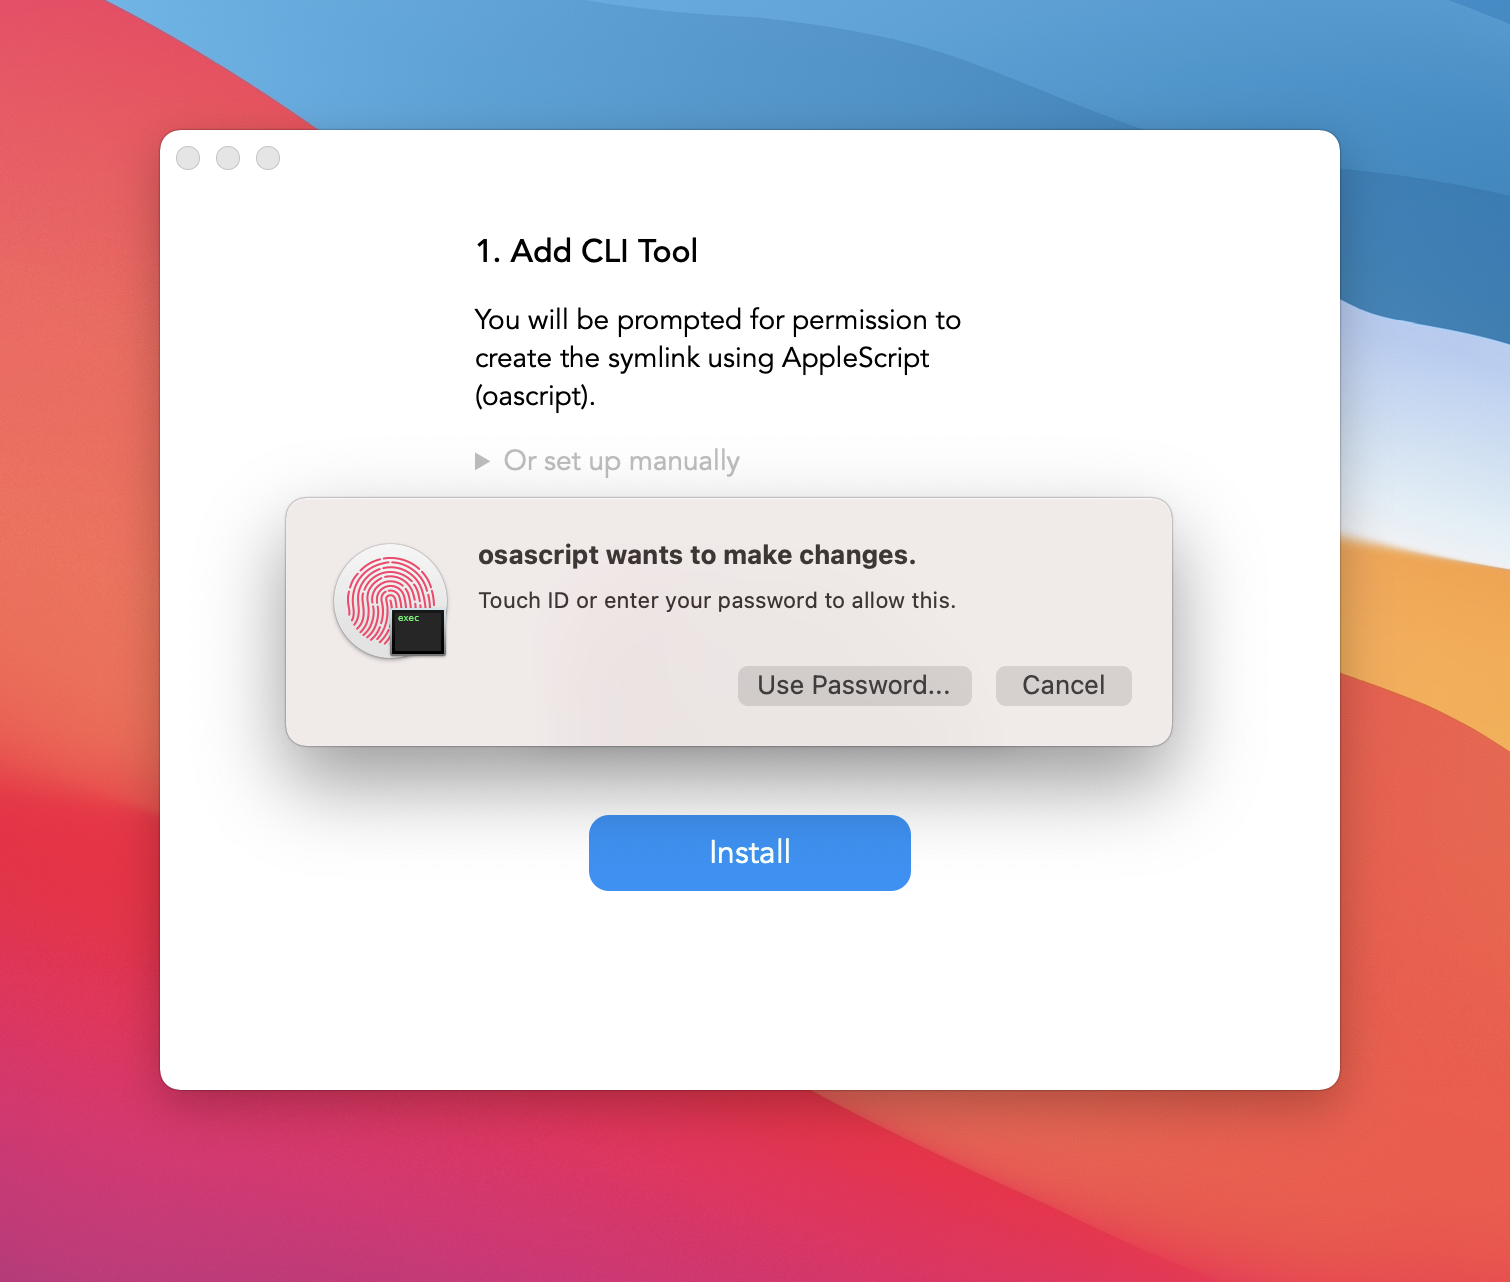 1. Add CLI Tool
You will be prompted for permission to
create the symlink using AppleScript
(oascript).
Or set up manually
osascript wants to make changes.
Touch ID or enter your password to allow this.
exec
Use Password...
Cancel
Install